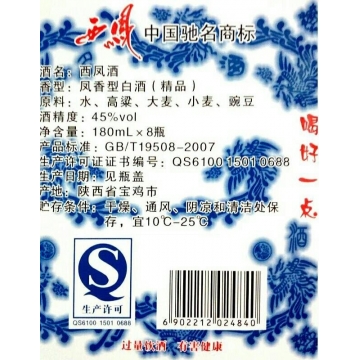 西凤 中国驰名商标
酒名：西凤酒
香型：凤香型白酒（精品）
原料：水、高粱、大麦、小麦、豌豆
酒精度：45%vol
净含量：180mL×8瓶
产品标准：GB/T19508-2007
生产许可证证书编号：QS6100 1501 0688
生产日期：见瓶盖
产地：陕西省宝鸡市
贮存条件：干燥、通风、阴凉和清洁处保
存，宜10℃-25℃
喝好一点酒
QS
生产许可
QS6100 1501 0688
6902212024840
过量饮酒 有害健康